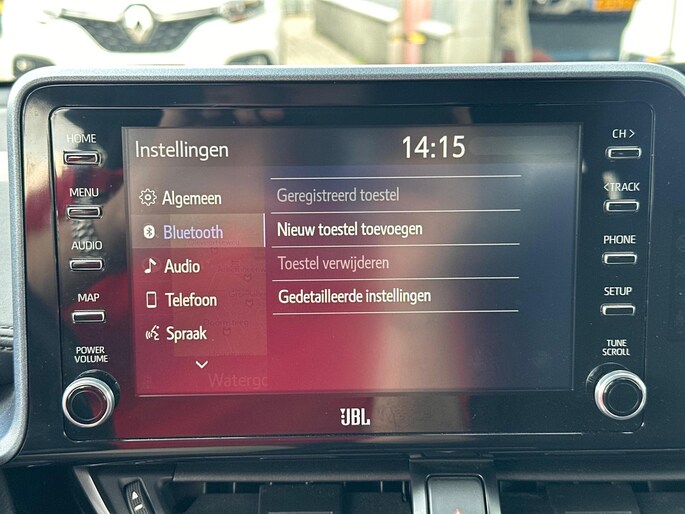 HOME
MENU
AUDIO
MAP
POWER
VOLUME
Instellingen
14:15
Algemeen
Bluetooth
Audio
Telefoon
Spraak
Geregistreerd toestel
Nieuw toestel toevoegen
Toestel verwijderen
Gedetailleerde instellingen
CH >
< TRACK
PHONE
SETUP
TUNE
SCROLL
JBL